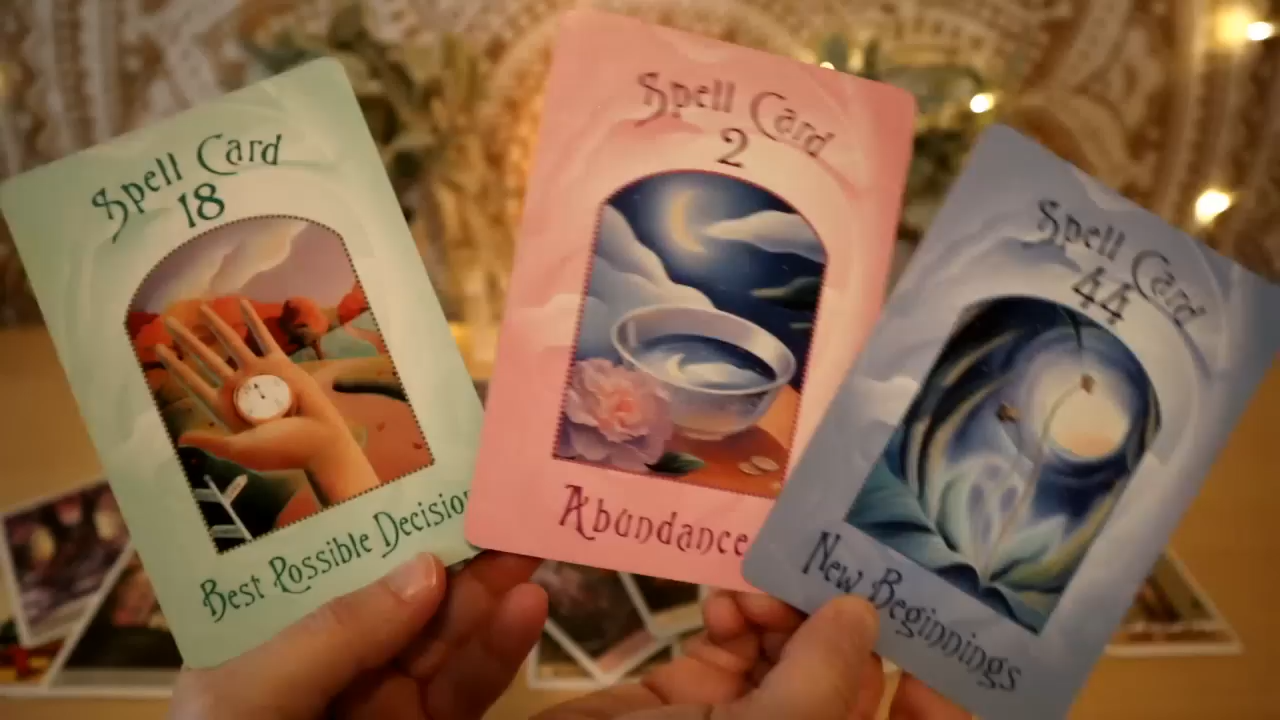 Spell Card
18
Best Possible Decision
Spell Card
2
Abundance
Spell Card
44
New Beginnings